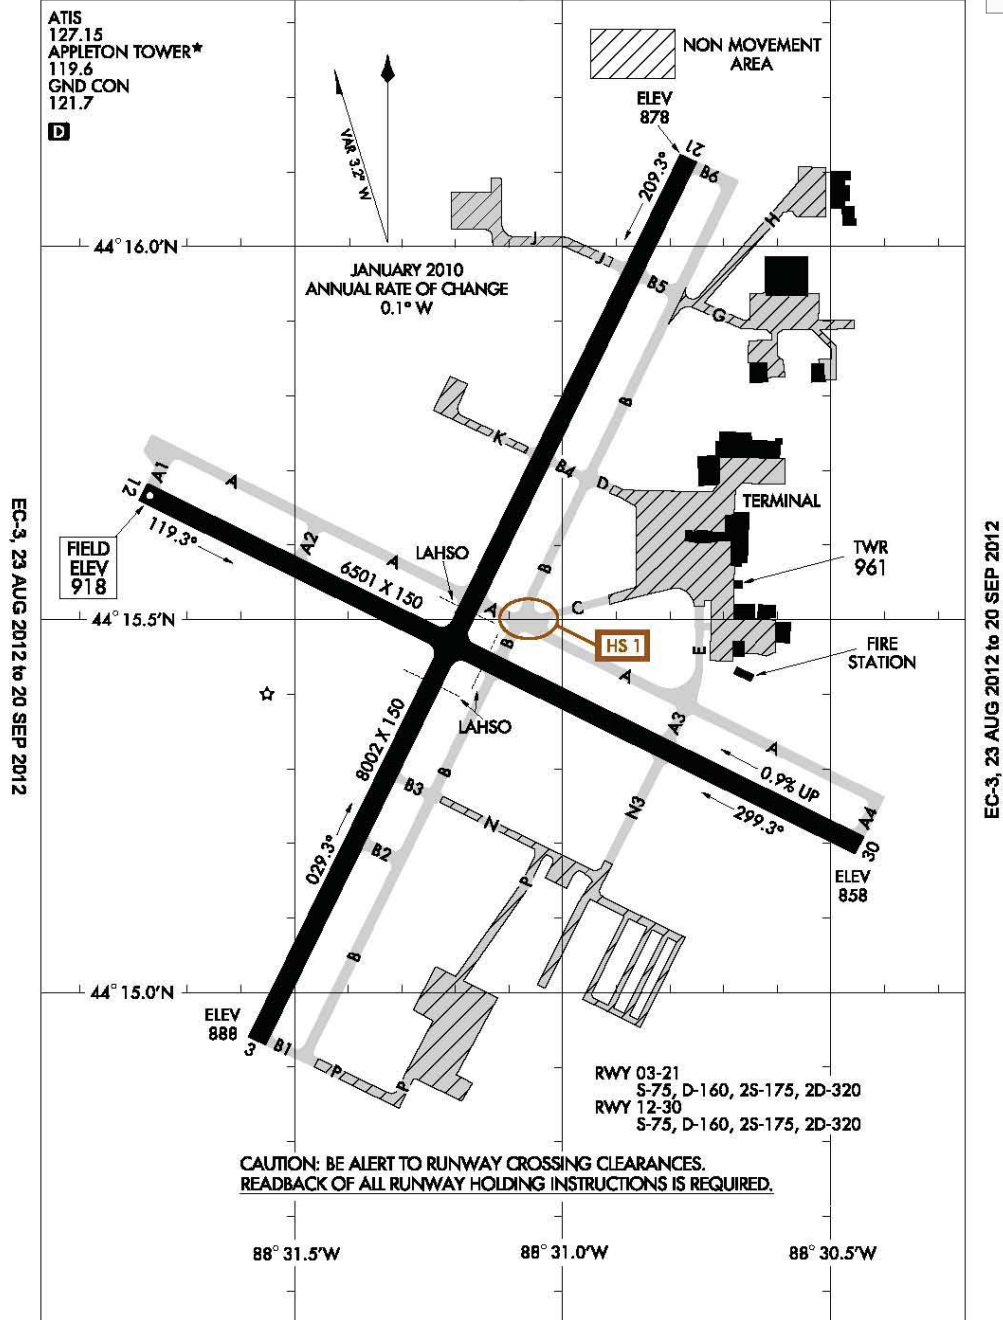 ATIS
127.15
APPLETON TOWER★
119.6
GND CON
121.7
D
NON MOVEMENT
AREA
ELEV
878
VAR 3.2° W
21
209.3°
B6
H
J
J
B5
G
44°16.0'N
JANUARY 2010
ANNUAL RATE OF CHANGE
0.1° W
B
K
B4
D
A1
A
12
119.3°
A2
A
TERMINAL
FIELD
ELEV
918
LAHSO
6501 X 150
B
TWR
961
A
C
44°15.5'N
B
HS 1
E
FIRE
STATION
A
LAHSO
A3
A
8002 X 150
B
0.9% UP
B3
N3
299.3°
A4
30
N
029.3°
B2
P
ELEV
858
B
44°15.0'N
ELEV
888
3
B1
P
P
RWY 03-21
S-75, D-160, 2S-175, 2D-320
RWY 12-30
S-75, D-160, 2S-175, 2D-320
CAUTION: BE ALERT TO RUNWAY CROSSING CLEARANCES.
READBACK OF ALL RUNWAY HOLDING INSTRUCTIONS IS REQUIRED.
88°31.5'W
88°31.0'W
88°30.5'W
EC-3, 23 AUG 2012 to 20 SEP 2012
EC-3, 23 AUG 2012 to 20 SEP 2012